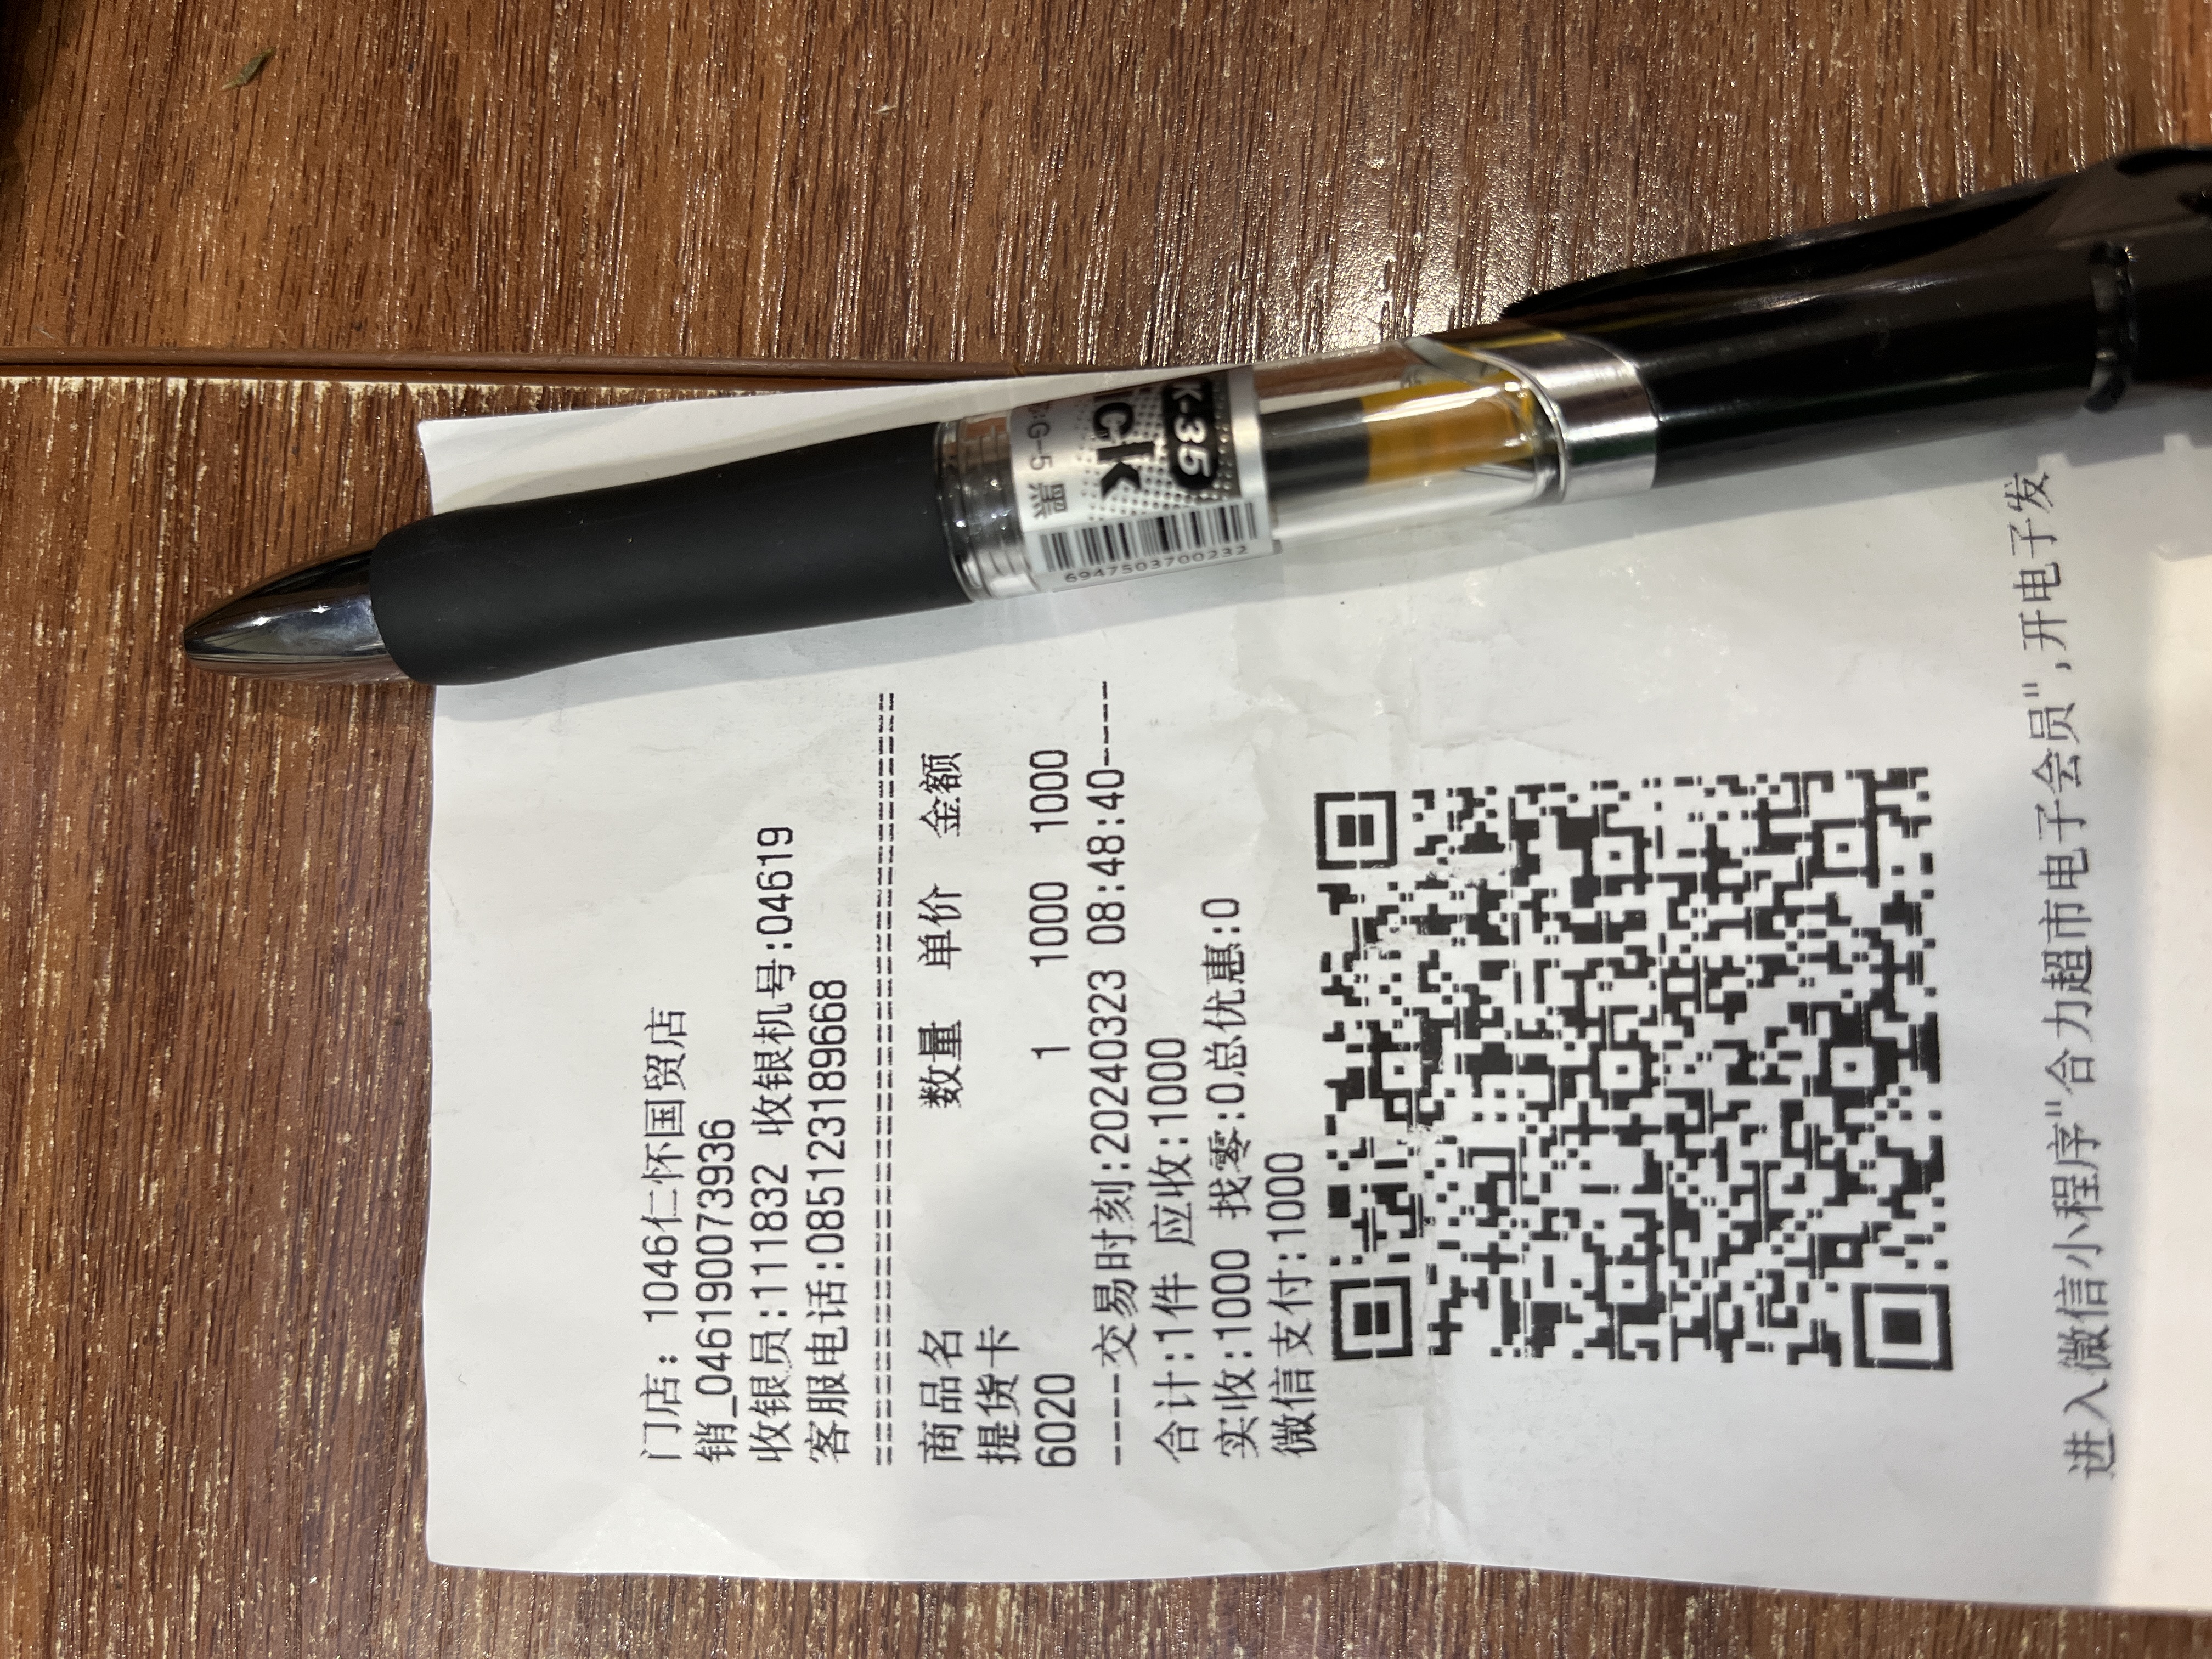 门店: 1046仁怀国贸店
销_04619007​3936
收银员:111832 收银机号:04619
客服电话:085123189668
商品名 数量 单价 金额
提货卡
6020 1 1000 1000
----交易时刻:20240323 08:48:40----
合计:1件 应收:1000
实收:1000 找零:0总优惠:0
微信支付:1000
进入微信小程序"合力超市电子会员",开电子发
K-35
ck
G-5 黑
6947503700232